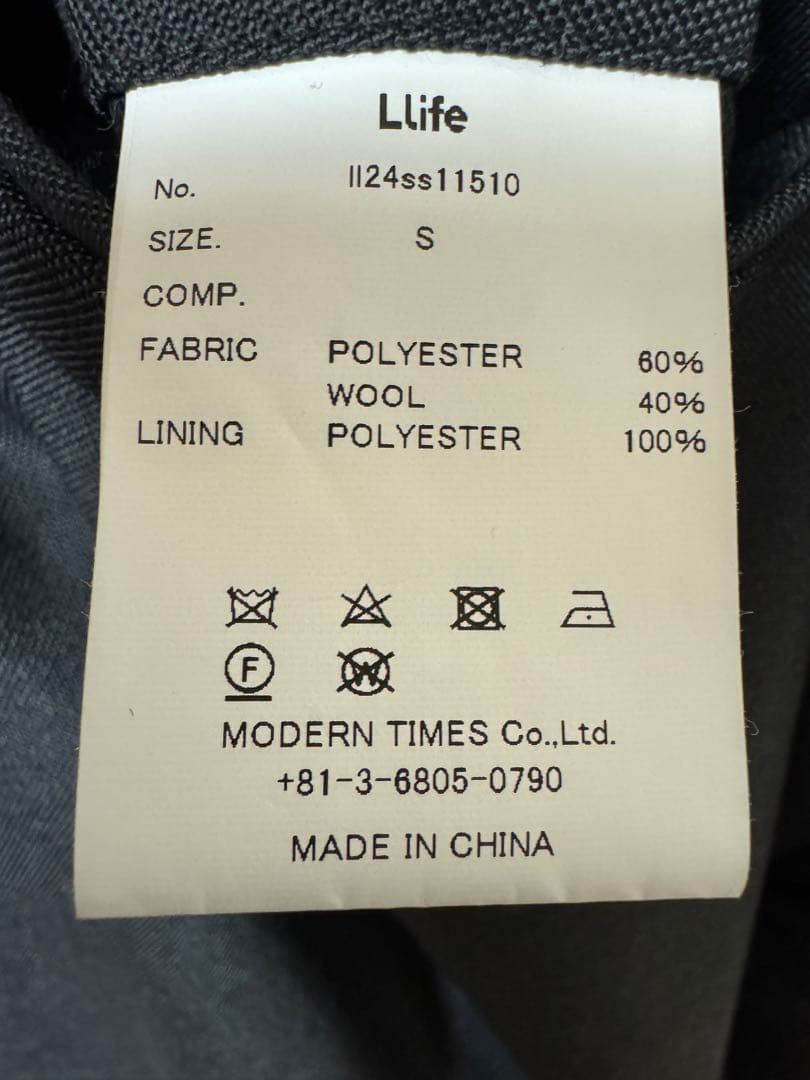 Llife
No. ll24ss11510
SIZE. S
COMP.
FABRIC POLYESTER 60%
WOOL 40%
LINING POLYESTER 100%
F W
MODERN TIMES Co.,Ltd.
+81-3-6805-0790
MADE IN CHINA